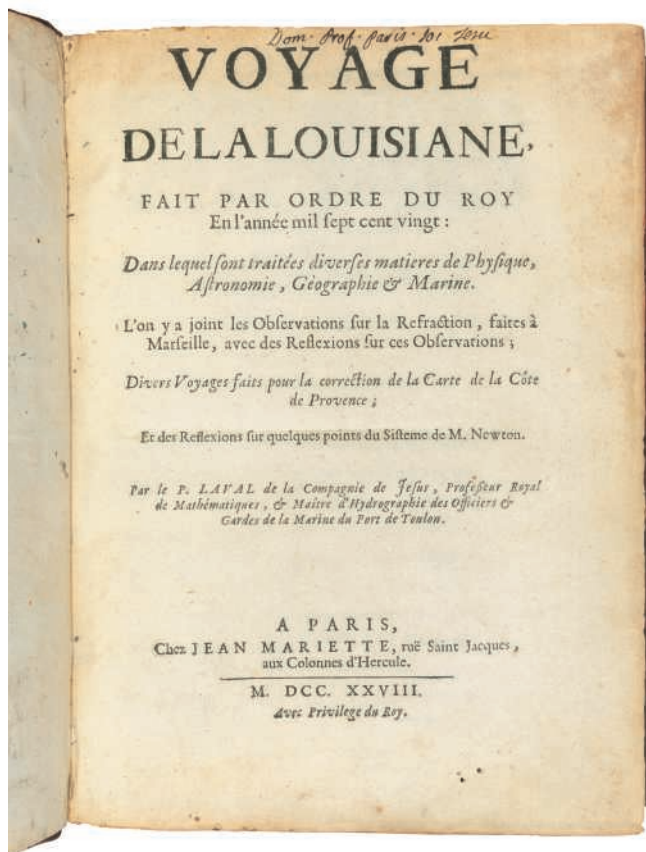 Dom. Prof. Paris. Soc. Jesu
VOYAGE
DE LA LOUISIANE,
FAIT PAR ORDRE DU ROY
En l'année mil ſept cent vingt :
Dans lequel ſont traitées diverſes matieres de Phyſique,
Aſtronomie, Géographie & Marine.
L'on y a joint les Obſervations ſur la Refraction, faites à
Marſeille, avec des Reflexions ſur ces Obſervations ;
Divers Voyages faits pour la correction de la Carte de la Côte
de Provence ;
Et des Reflexions ſur quelques points du Siſteme de M. Newton.
Par le P. LAVAL de la Compagnie de Jeſus, Profeſſeur Royal
de Mathématiques, & Maître d'Hydrographie des Officiers &
Gardes de la Marine du Port de Toulon.
A PARIS,
Chez JEAN MARIETTE, ruë Saint Jacques,
aux Colonnes d'Hercule.
M. DCC. XXVIII.
Avec Privilege du Roy.